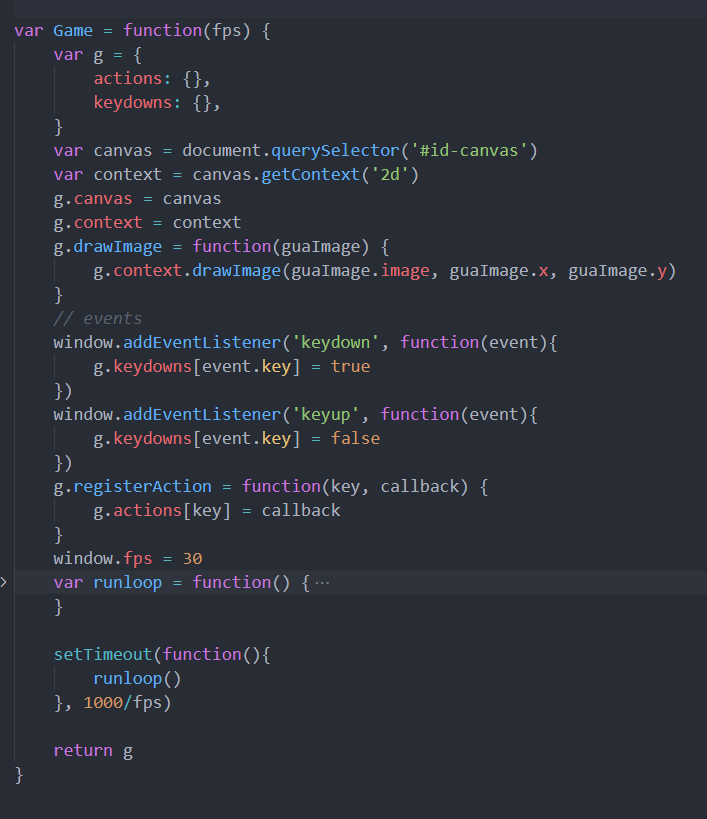 var Game = function(fps) {
    var g = {
        actions: {},
        keydowns: {},
    }
    var canvas = document.querySelector('#id-canvas')
    var context = canvas.getContext('2d')
    g.canvas = canvas
    g.context = context
    g.drawImage = function(guaImage) {
        g.context.drawImage(guaImage.image, guaImage.x, guaImage.y)
    }
    // events
    window.addEventListener('keydown', function(event){
        g.keydowns[event.key] = true
    })
    window.addEventListener('keyup', function(event){
        g.keydowns[event.key] = false
    })
    g.registerAction = function(key, callback) {
        g.actions[key] = callback
    }
    window.fps = 30
    var runloop = function() {···
    }

    setTimeout(function(){
        runloop()
    }, 1000/fps)

    return g
}